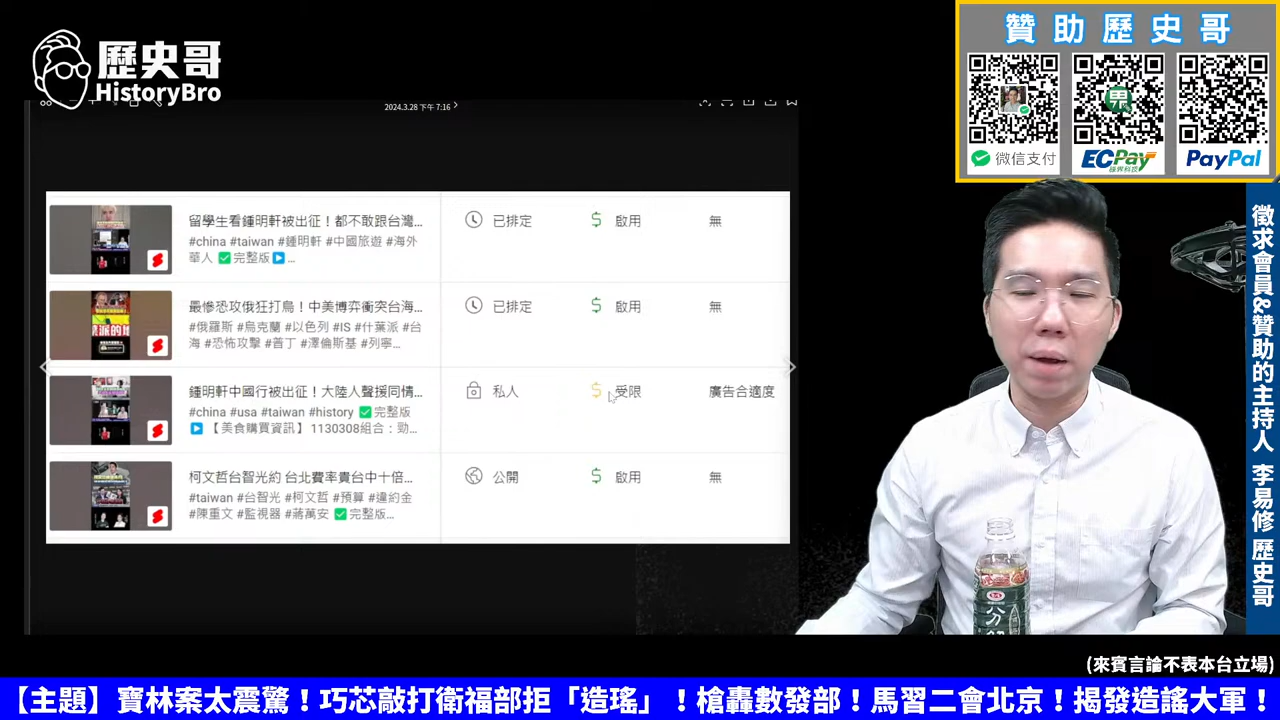 歷史哥
HistoryBro
贊助歷史哥
微信支付
ECPay
綠界科技
PayPal
2024.3.28 下午 7:16
留學生看鍾明軒被出征！都不敢跟台灣...
#china #taiwan #鍾明軒 #中國旅遊 #海外
華人 ✅完整版▶️...
已排定
$ 啟用
無
最慘恐攻俄狂打烏！中美博弈衝突台海...
#俄羅斯 #烏克蘭 #以色列 #IS #什葉派 #台
海 #恐怖攻擊 #普丁 #澤倫斯基 #列寧...
已排定
$ 啟用
無
鍾明軒中國行被出征！大陸人聲援同情...
#china #usa #taiwan #history ✅完整版
▶️【美食購買資訊】1130308組合：勁...
私人
$ 受限
廣告合適度
柯文哲台智光約 台北費率貴台中十倍...
#taiwan #台智光 #柯文哲 #預算 #違約金
#陳重文 #監視器 #蔣萬安 ✅完整版...
公開
$ 啟用
無
徵求會員&贊助的主持人 李易修 歷史哥
(來賓言論不表本台立場)
【主題】寶林案太震驚！巧芯敲打衛福部拒「造瑤」！槍轟數發部！馬習二會北京！揭發造謠大軍！